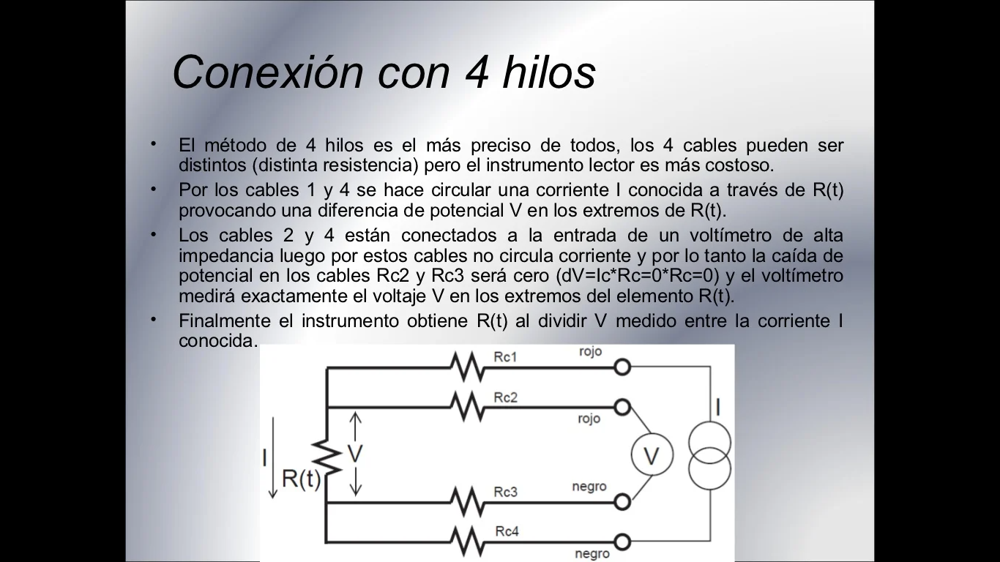 Conexión con 4 hilos
• El método de 4 hilos es el más preciso de todos, los 4 cables pueden ser
distintos (distinta resistencia) pero el instrumento lector es más costoso.
• Por los cables 1 y 4 se hace circular una corriente I conocida a través de R(t)
provocando una diferencia de potencial V en los extremos de R(t).
• Los cables 2 y 4 están conectados a la entrada de un voltímetro de alta
impedancia luego por estos cables no circula corriente y por lo tanto la caída de
potencial en los cables Rc2 y Rc3 será cero (dV=Ic*Rc=0*Rc=0) y el voltímetro
medirá exactamente el voltaje V en los extremos del elemento R(t).
• Finalmente el instrumento obtiene R(t) al dividir V medido entre la corriente I
conocida.
Rc1
rojo
Rc2
rojo
I
I
V
V
R(t)
Rc3
negro
Rc4
negro